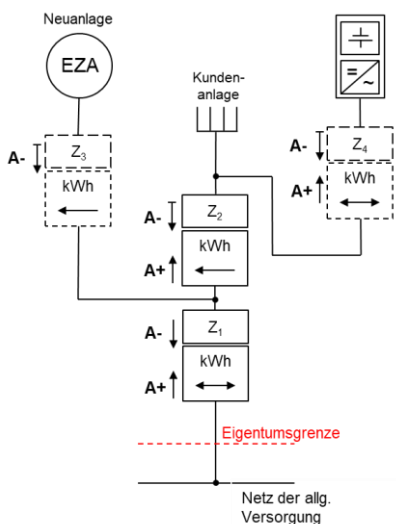 Neuanlage
EZA
Kunden-
anlage
=
~
A-
Z3
kWh
A-
Z4
A+
kWh
A-
Z2
A+
kWh
A-
Z1
A+
kWh
Eigentumsgrenze
Netz der allg.
Versorgung